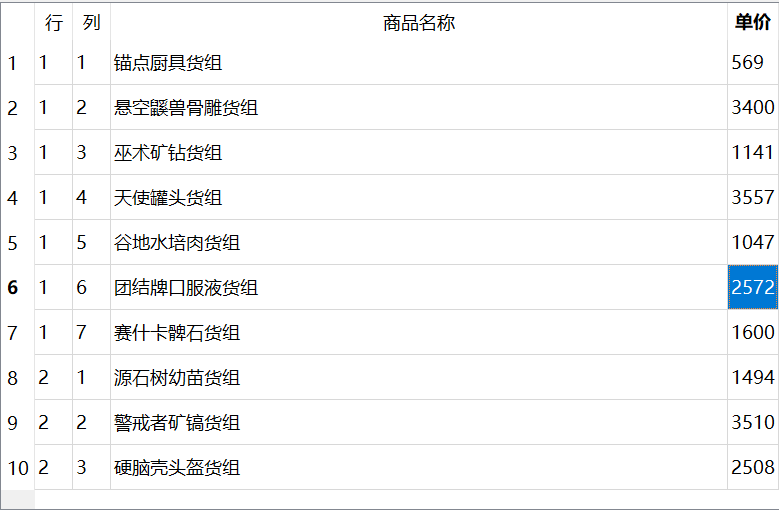 行 列 商品名称 单价
1 1 1 锚点厨具货组 569
2 1 2 悬空鼷兽骨雕货组 3400
3 1 3 巫术矿钻货组 1141
4 1 4 天使罐头货组 3557
5 1 5 谷地水培肉货组 1047
6 1 6 团结牌口服液货组 2572
7 1 7 赛什卡髀石货组 1600
8 2 1 源石树幼苗货组 1494
9 2 2 警戒者矿镐货组 3510
10 2 3 硬脑壳头盔货组 2508